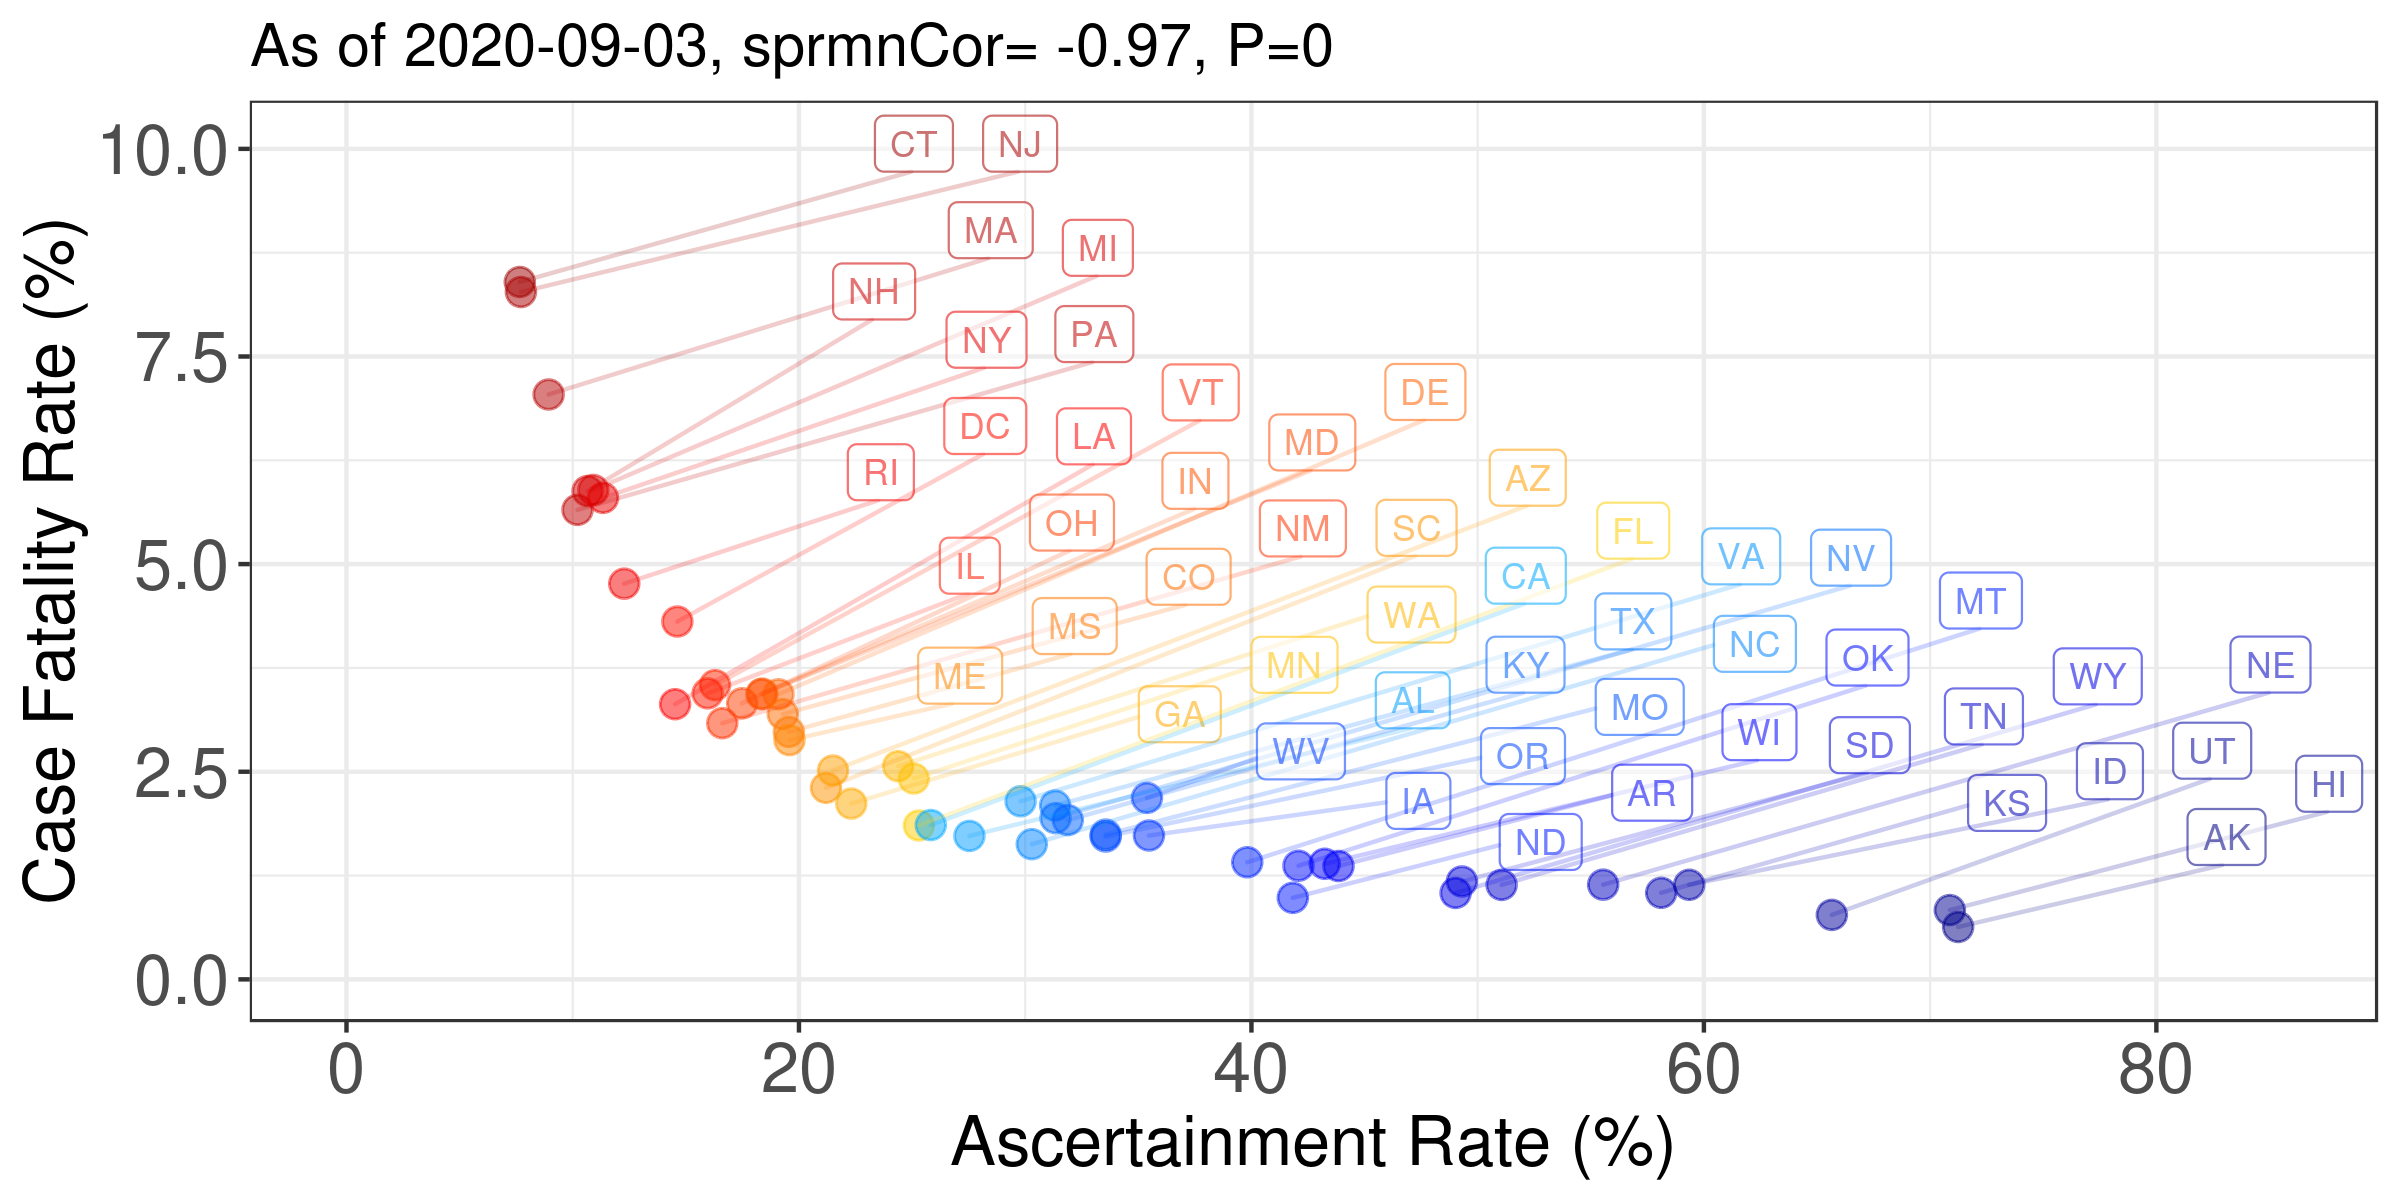 As of 2020-09-03, sprmnCor= -0.97, P=0
Case Fatality Rate (%)
10.0
7.5
5.0
2.5
0.0
CT
NJ
MA
MI
NH
NY
PA
VT
DE
DC
LA
MD
RI
IN
AZ
OH
NM
SC
FL
IL
CO
CA
VA
NV
MS
WA
TX
MT
ME
MN
KY
NC
OK
WY
NE
GA
AL
MO
WV
OR
WI
SD
TN
UT
IA
AR
ID
HI
ND
KS
AK
0
20
40
60
80
Ascertainment Rate (%)